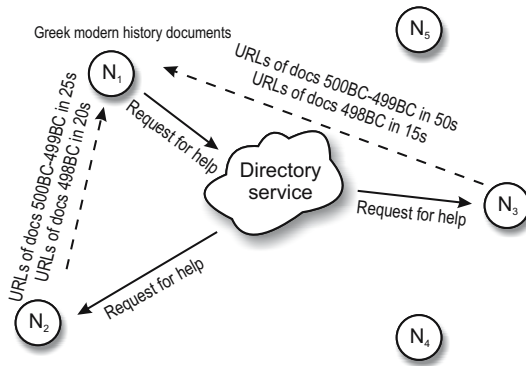 Greek modern history documents
N1
N5
URLs of docs 500BC-499BC in 50s
URLs of docs 498BC in 15s
Request for help
URLs of docs 500BC-499BC in 25s
URLs of docs 498BC in 20s
Directory
service
Request for help
N3
Request for help
N2
N4